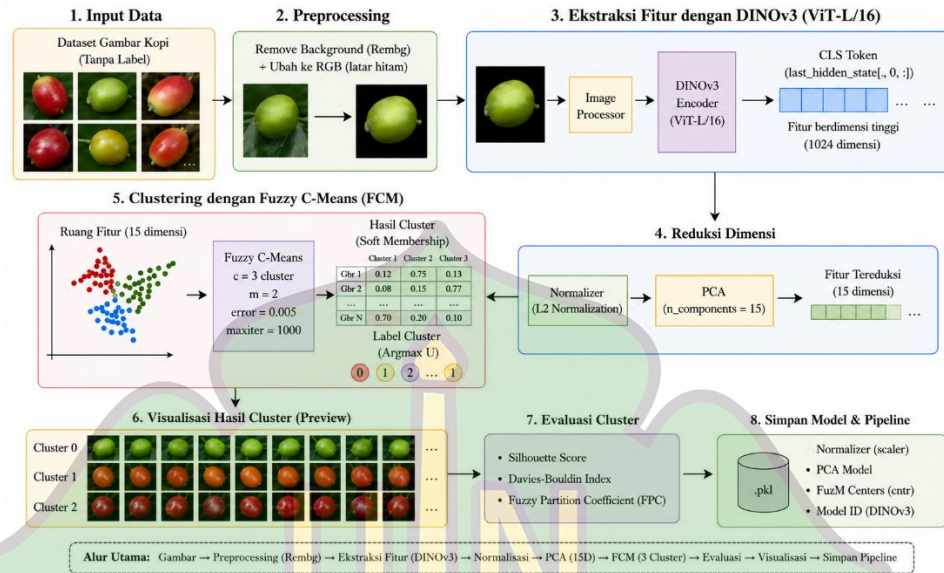 1. Input Data
Dataset Gambar Kopi
(Tanpa Label)
...
2. Preprocessing
Remove Background (Rembg)
+ Ubah ke RGB (latar hitam)
3. Ekstraksi Fitur dengan DINOv3 (ViT-L/16)
Image
Processor
DINOv3
Encoder
(ViT-L/16)
CLS Token
(last_hidden_state[., 0, :])
... ...
Fitur berdimensi tinggi
(1024 dimensi)
4. Reduksi Dimensi
Normalizer
(L2 Normalization)
PCA
(n_components = 15)
Fitur Tereduksi
(15 dimensi)
...
5. Clustering dengan Fuzzy C-Means (FCM)
Ruang Fitur (15 dimensi)
Fuzzy C-Means
c = 3 cluster
m = 2
error = 0.005
maxiter = 1000
Hasil Cluster
(Soft Membership)
Cluster 1 Cluster 2 Cluster 3
Gbr 1 0.12 0.75 0.13
Gbr 2 0.08 0.15 0.77
... ... ... ...
Gbr N 0.70 0.20 0.10
Label Cluster
(Argmax U)
0 1 2 ... 1
6. Visualisasi Hasil Cluster (Preview)
Cluster 0 ...
Cluster 1 ...
Cluster 2 ...
7. Evaluasi Cluster
• Silhouette Score
• Davies-Bouldin Index
• Fuzzy Partition Coefficient (FPC)
8. Simpan Model & Pipeline
.pkl
Normalizer (scaler)
• PCA Model
• FuzM Centers (cntr)
• Model ID (DINOv3)
Alur Utama: Gambar → Preprocessing (Rembg) → Ekstraksi Fitur (DINOv3) → Normalisasi → PCA (15D) → FCM (3 Cluster) → Evaluasi → Visualisasi → Simpan Pipeline